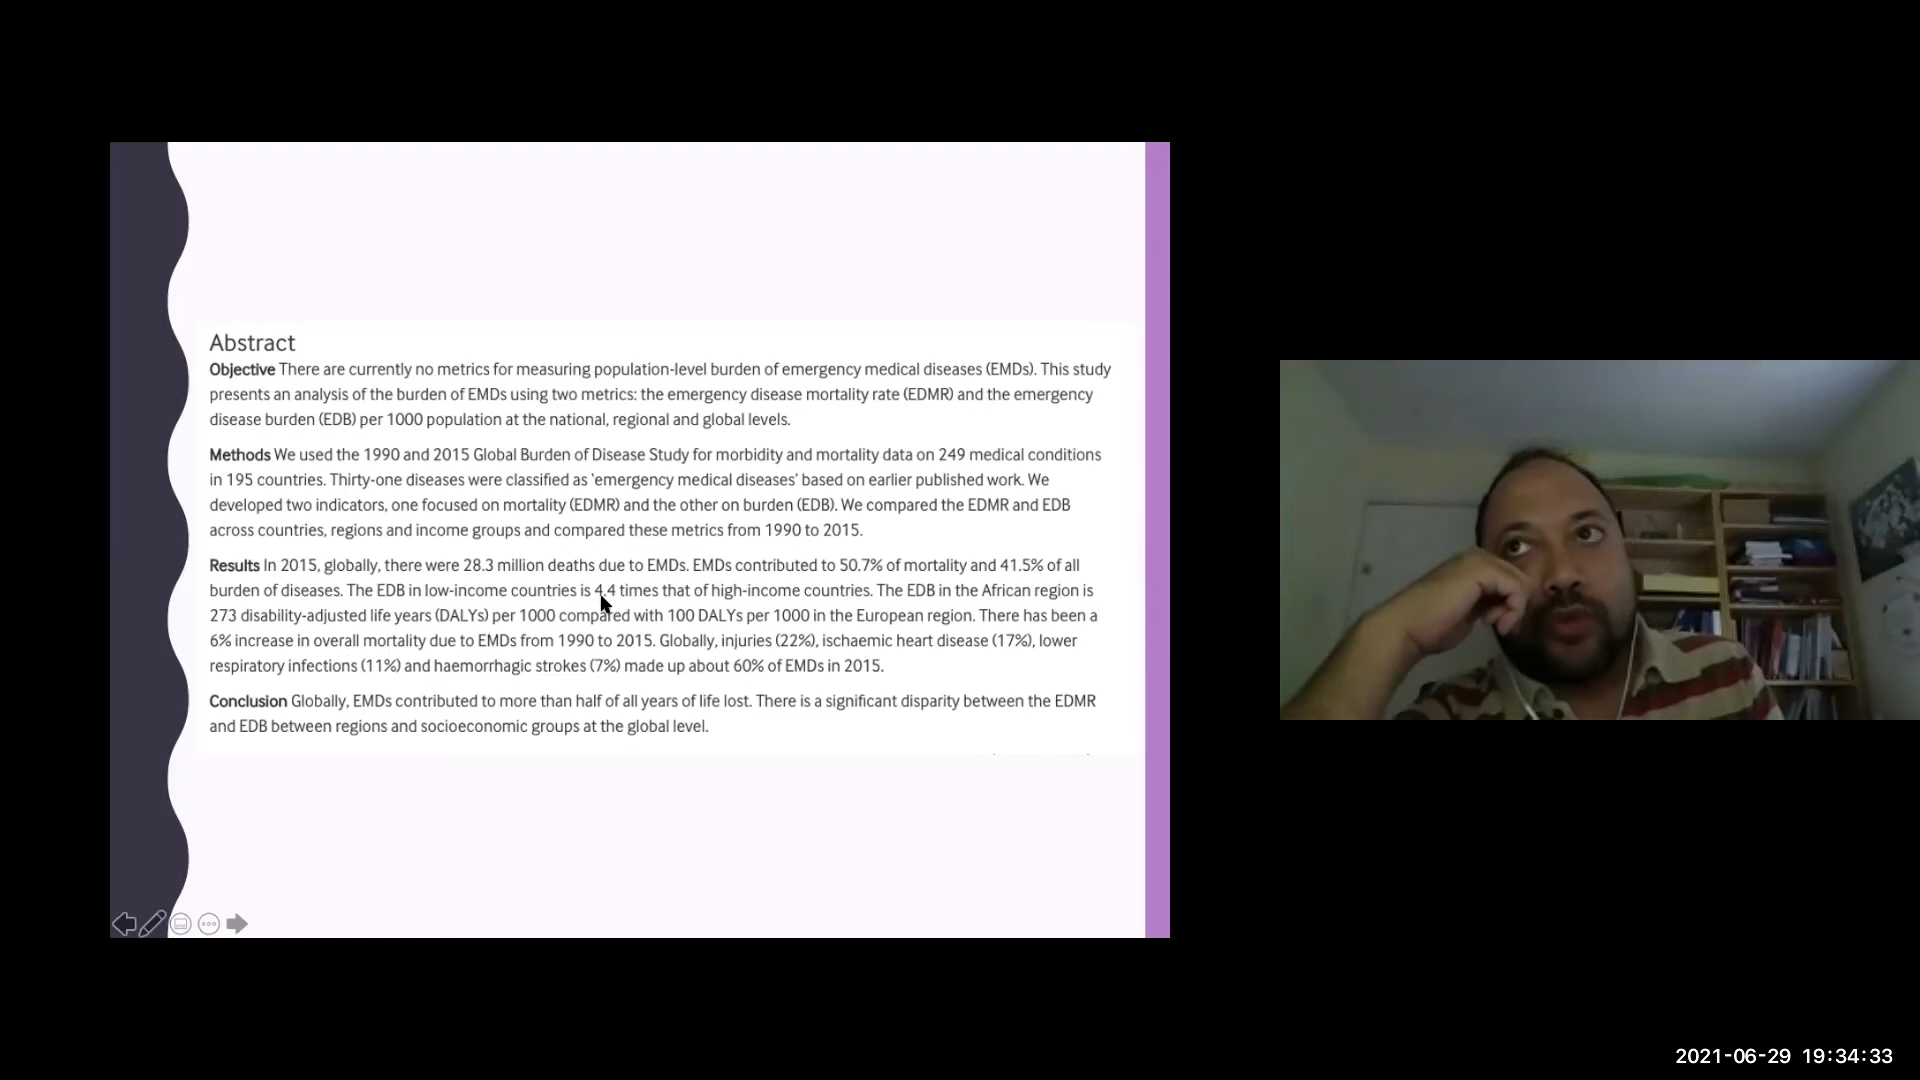 Abstract
Objective There are currently no metrics for measuring population-level burden of emergency medical diseases (EMDs). This study
presents an analysis of the burden of EMDs using two metrics: the emergency disease mortality rate (EDMR) and the emergency
disease burden (EDB) per 1000 population at the national, regional and global levels.
Methods We used the 1990 and 2015 Global Burden of Disease Study for morbidity and mortality data on 249 medical conditions
in 195 countries. Thirty-one diseases were classified as ‘emergency medical diseases’ based on earlier published work. We
developed two indicators, one focused on mortality (EDMR) and the other on burden (EDB). We compared the EDMR and EDB
across countries, regions and income groups and compared these metrics from 1990 to 2015.
Results In 2015, globally, there were 28.3 million deaths due to EMDs. EMDs contributed to 50.7% of mortality and 41.5% of all
burden of diseases. The EDB in low-income countries is 4.4 times that of high-income countries. The EDB in the African region is
273 disability-adjusted life years (DALYs) per 1000 compared with 100 DALYs per 1000 in the European region. There has been a
6% increase in overall mortality due to EMDs from 1990 to 2015. Globally, injuries (22%), ischaemic heart disease (17%), lower
respiratory infections (11%) and haemorrhagic strokes (7%) made up about 60% of EMDs in 2015.
Conclusion Globally, EMDs contributed to more than half of all years of life lost. There is a significant disparity between the EDMR
and EDB between regions and socioeconomic groups at the global level.
2021-06-29 19:34:33